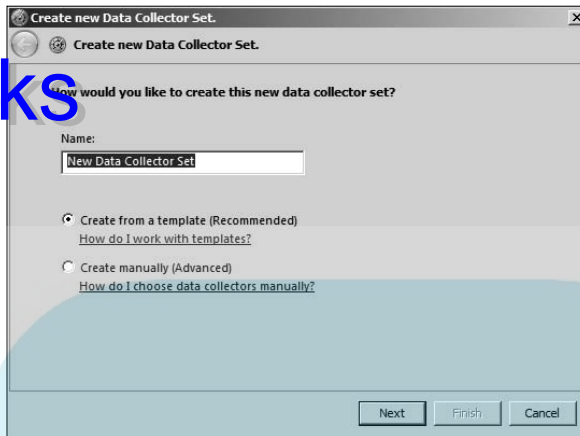 Create new Data Collector Set.
Create new Data Collector Set.
ks
How would you like to create this new data collector set?
Name:
New Data Collector Set
Create from a template (Recommended)
How do I work with templates?
Create manually (Advanced)
How do I choose data collectors manually?
Next Finish Cancel